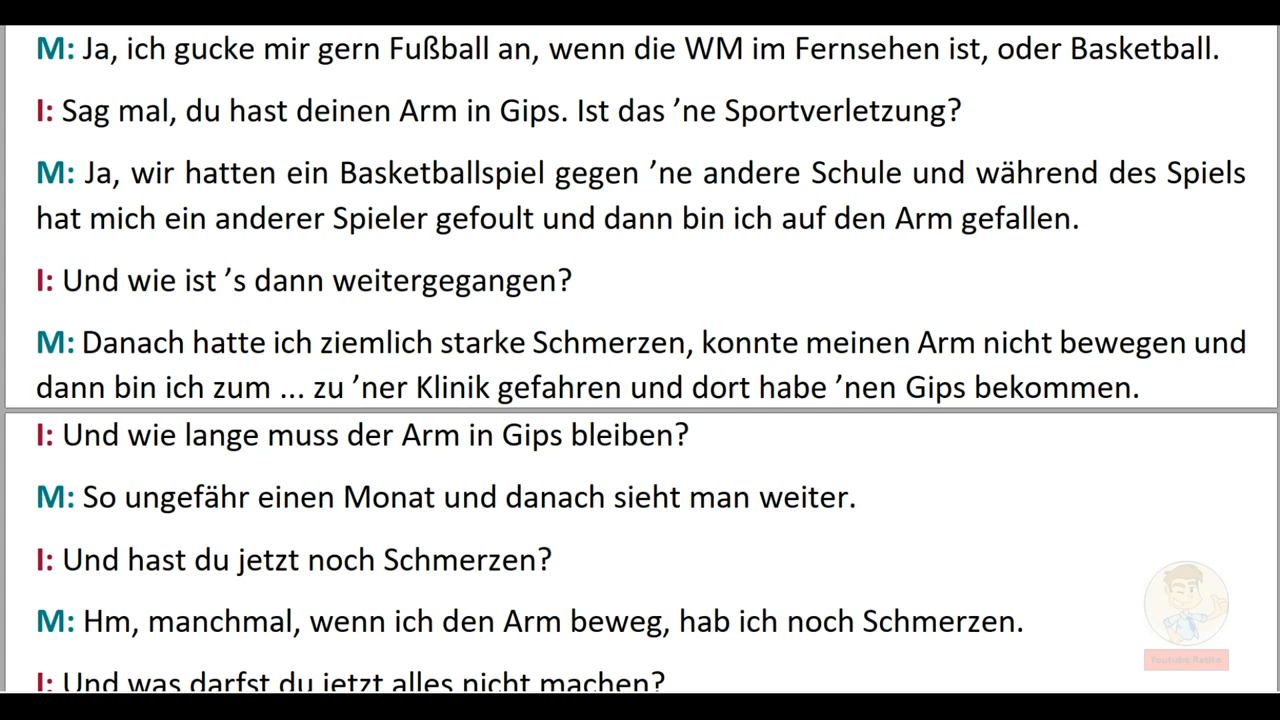 M: Ja, ich gucke mir gern Fußball an, wenn die WM im Fernsehen ist, oder Basketball.
I: Sag mal, du hast deinen Arm in Gips. Ist das ’ne Sportverletzung?
M: Ja, wir hatten ein Basketballspiel gegen ’ne andere Schule und während des Spiels
hat mich ein anderer Spieler gefoult und dann bin ich auf den Arm gefallen.
I: Und wie ist ’s dann weitergegangen?
M: Danach hatte ich ziemlich starke Schmerzen, konnte meinen Arm nicht bewegen und
dann bin ich zum ... zu ’ner Klinik gefahren und dort habe ’nen Gips bekommen.
I: Und wie lange muss der Arm in Gips bleiben?
M: So ungefähr einen Monat und danach sieht man weiter.
I: Und hast du jetzt noch Schmerzen?
M: Hm, manchmal, wenn ich den Arm beweg, hab ich noch Schmerzen.
I: Und was darfst du jetzt alles nicht machen?